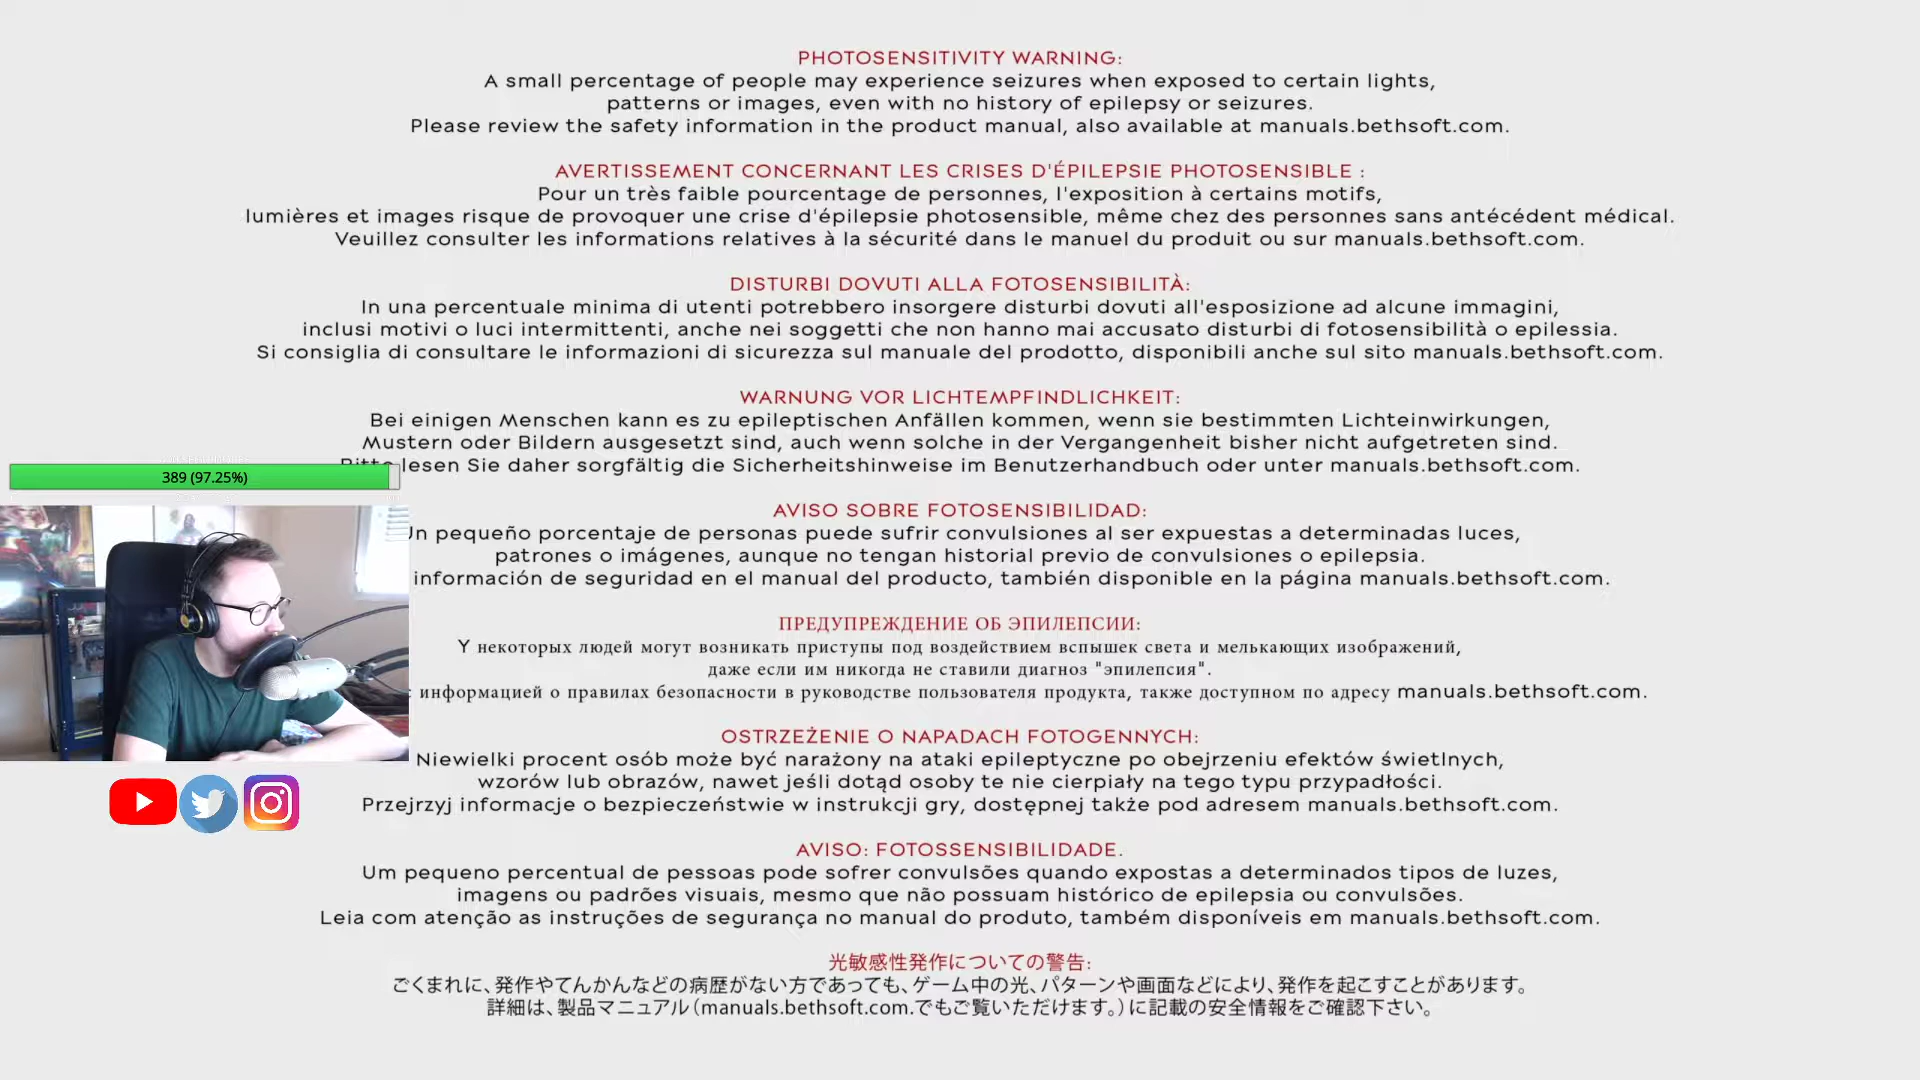 PHOTOSENSITIVITY WARNING:
A small percentage of people may experience seizures when exposed to certain lights,
patterns or images, even with no history of epilepsy or seizures.
Please review the safety information in the product manual, also available at manuals.bethsoft.com.
AVERTISSEMENT CONCERNANT LES CRISES D'ÉPILEPSIE PHOTOSENSIBLE :
Pour un très faible pourcentage de personnes, l'exposition à certains motifs,
lumières et images risque de provoquer une crise d'épilepsie photosensible, même chez des personnes sans antécédent médical.
Veuillez consulter les informations relatives à la sécurité dans le manuel du produit ou sur manuals.bethsoft.com.
DISTURBI DOVUTI ALLA FOTOSENSIBILITÀ:
In una percentuale minima di utenti potrebbero insorgere disturbi dovuti all'esposizione ad alcune immagini,
inclusi motivi o luci intermittenti, anche nei soggetti che non hanno mai accusato disturbi di fotosensibilità o epilessia.
Si consiglia di consultare le informazioni di sicurezza sul manuale del prodotto, disponibili anche sul sito manuals.bethsoft.com.
WARNUNG VOR LICHTEMPFINDLICHKEIT:
Bei einigen Menschen kann es zu epileptischen Anfällen kommen, wenn sie bestimmten Lichteinwirkungen,
Mustern oder Bildern ausgesetzt sind, auch wenn solche in der Vergangenheit bisher nicht aufgetreten sind.
lesen Sie daher sorgfältig die Sicherheitshinweise im Benutzerhandbuch oder unter manuals.bethsoft.com.
389 (97.25%)
AVISO SOBRE FOTOSENSIBILIDAD:
Un pequeño porcentaje de personas puede sufrir convulsiones al ser expuestas a determinadas luces,
patrones o imágenes, aunque no tengan historial previo de convulsiones o epilepsia.
información de seguridad en el manual del producto, también disponible en la página manuals.bethsoft.com.
ПРЕДУПРЕЖДЕНИЕ ОБ ЭПИЛЕПСИИ:
У некоторых людей могут возникать приступы под воздействием вспышек света и мелькающих изображений,
даже если им никогда не ставили диагноз "эпилепсия".
информацией о правилах безопасности в руководстве пользователя продукта, также доступном по адресу manuals.bethsoft.com.
OSTRZEŻENIE O NAPADACH FOTOGENNYCH:
Niewielki procent osób może być narażony na ataki epileptyczne po obejrzeniu efektów świetlnych,
wzorów lub obrazów, nawet jeśli dotąd osoby te nie cierpiały na tego typu przypadłości.
Przejrzyj informacje o bezpieczeństwie w instrukcji gry, dostępnej także pod adresem manuals.bethsoft.com.
AVISO: FOTOSSENSIBILIDADE.
Um pequeno percentual de pessoas pode sofrer convulsões quando expostas a determinados tipos de luzes,
imagens ou padrões visuais, mesmo que não possuam histórico de epilepsia ou convulsões.
Leia com atenção as instruções de segurança no manual do produto, também disponíveis em manuals.bethsoft.com.
光敏感性発作についての警告:
ごくまれに、発作やてんかんなどの病歴がない方であっても、ゲーム中の光、パターンや画面などにより、発作を起こすことがあります。
詳細は、製品マニュアル（manuals.bethsoft.com.でもご覧いただけます。）に記載の安全情報をご確認下さい。